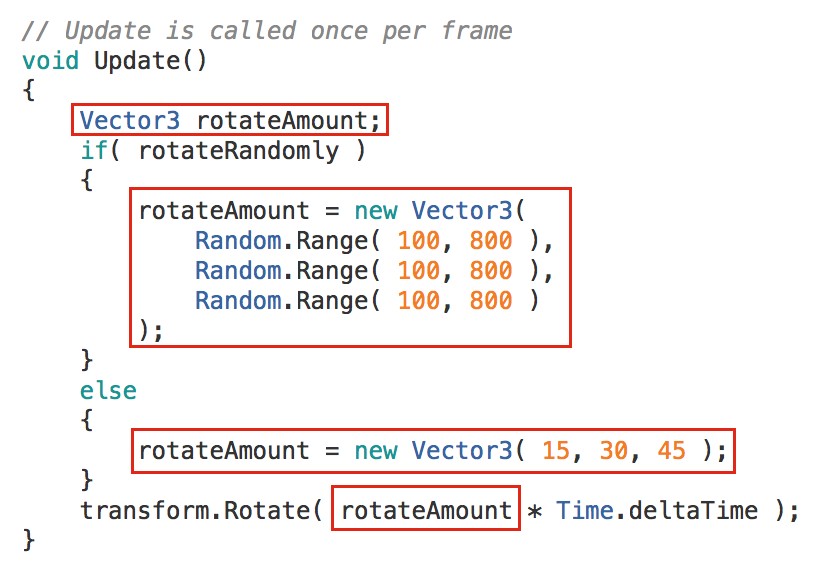 // Update is called once per frame
void Update()
{
    Vector3 rotateAmount;
    if( rotateRandomly )
    {
        rotateAmount = new Vector3(
            Random.Range( 100, 800 ),
            Random.Range( 100, 800 ),
            Random.Range( 100, 800 )
        );
    }
    else
    {
        rotateAmount = new Vector3( 15, 30, 45 );
    }
    transform.Rotate( rotateAmount * Time.deltaTime );
}